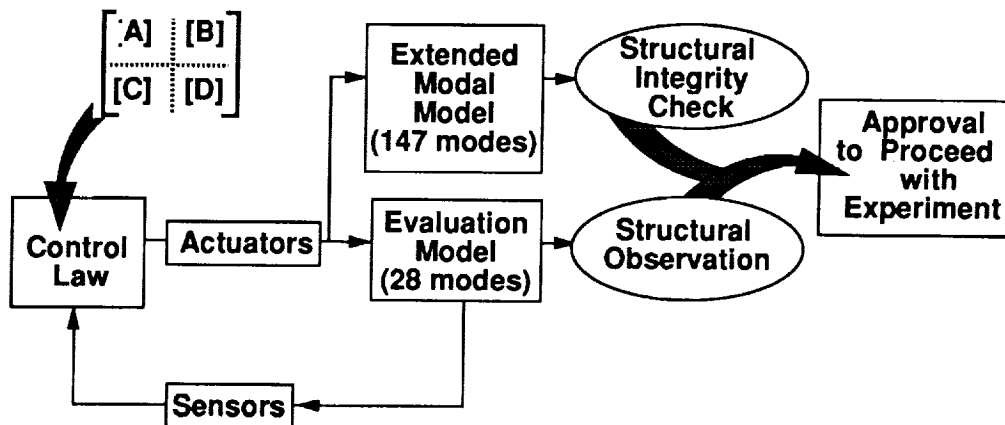 [A] [B]
[C] [D]
Extended
Modal
Model
(147 modes)
Structural
Integrity
Check
Approval
to Proceed
with
Experiment
Control
Law
Actuators
Evaluation
Model
(28 modes)
Structural
Observation
Sensors